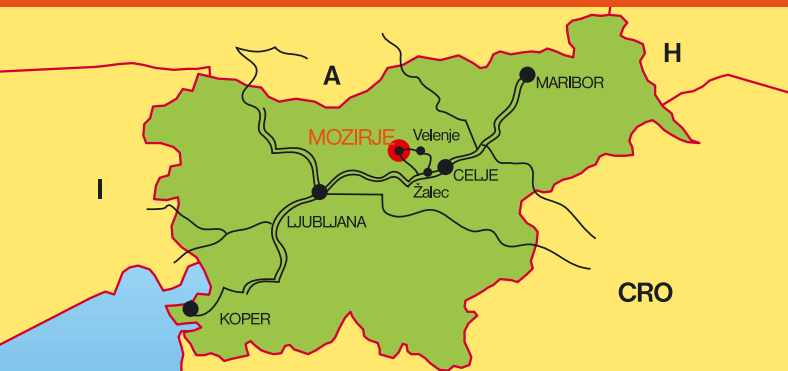 H
A
MARIBOR
MOZIRJE
Velenje
CELJE
Žalec
I
LJUBLJANA
CRO
KOPER